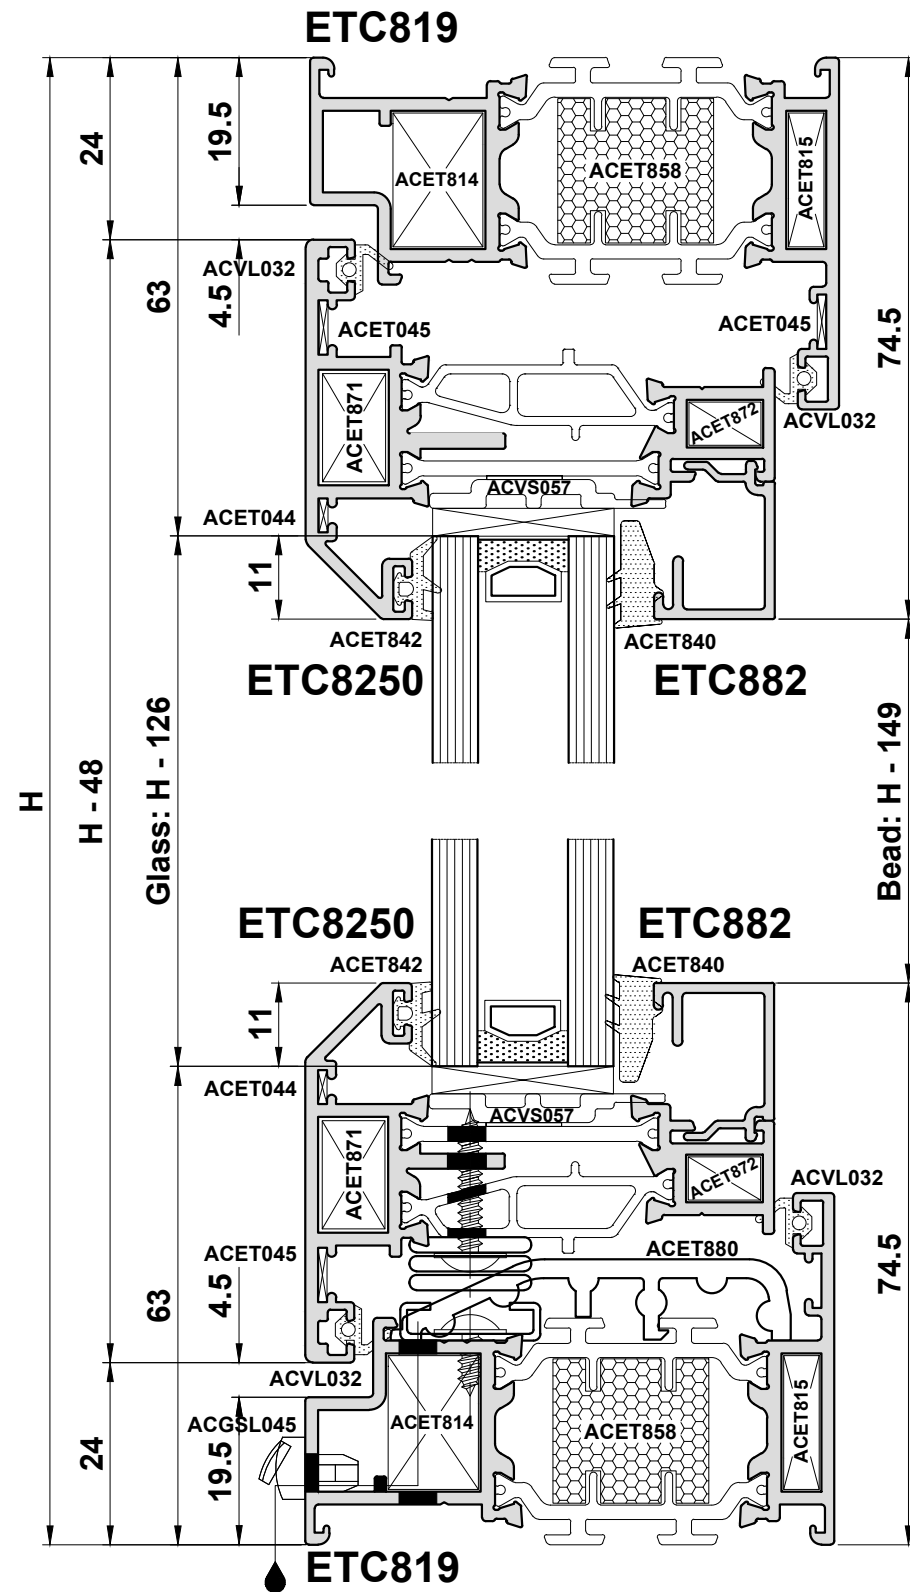 ETC819
24
19.5
ACET814
ACET858
ACET815
ACVL032
63
4.5
ACET045
ACET045
74.5
ACET871
ACET872
ACVL032
ACVS057
ACET044
11
ACET842
ACET840
ETC8250
ETC882
H
H - 48
Glass: H - 126
Bead: H - 149
ETC8250
ETC882
ACET842
ACET840
11
ACET044
ACVS057
ACET871
ACET872
ACVL032
ACET045
ACET880
63
4.5
74.5
ACVL032
ACGSL045
ACET814
ACET858
ACET815
24
19.5
ETC819